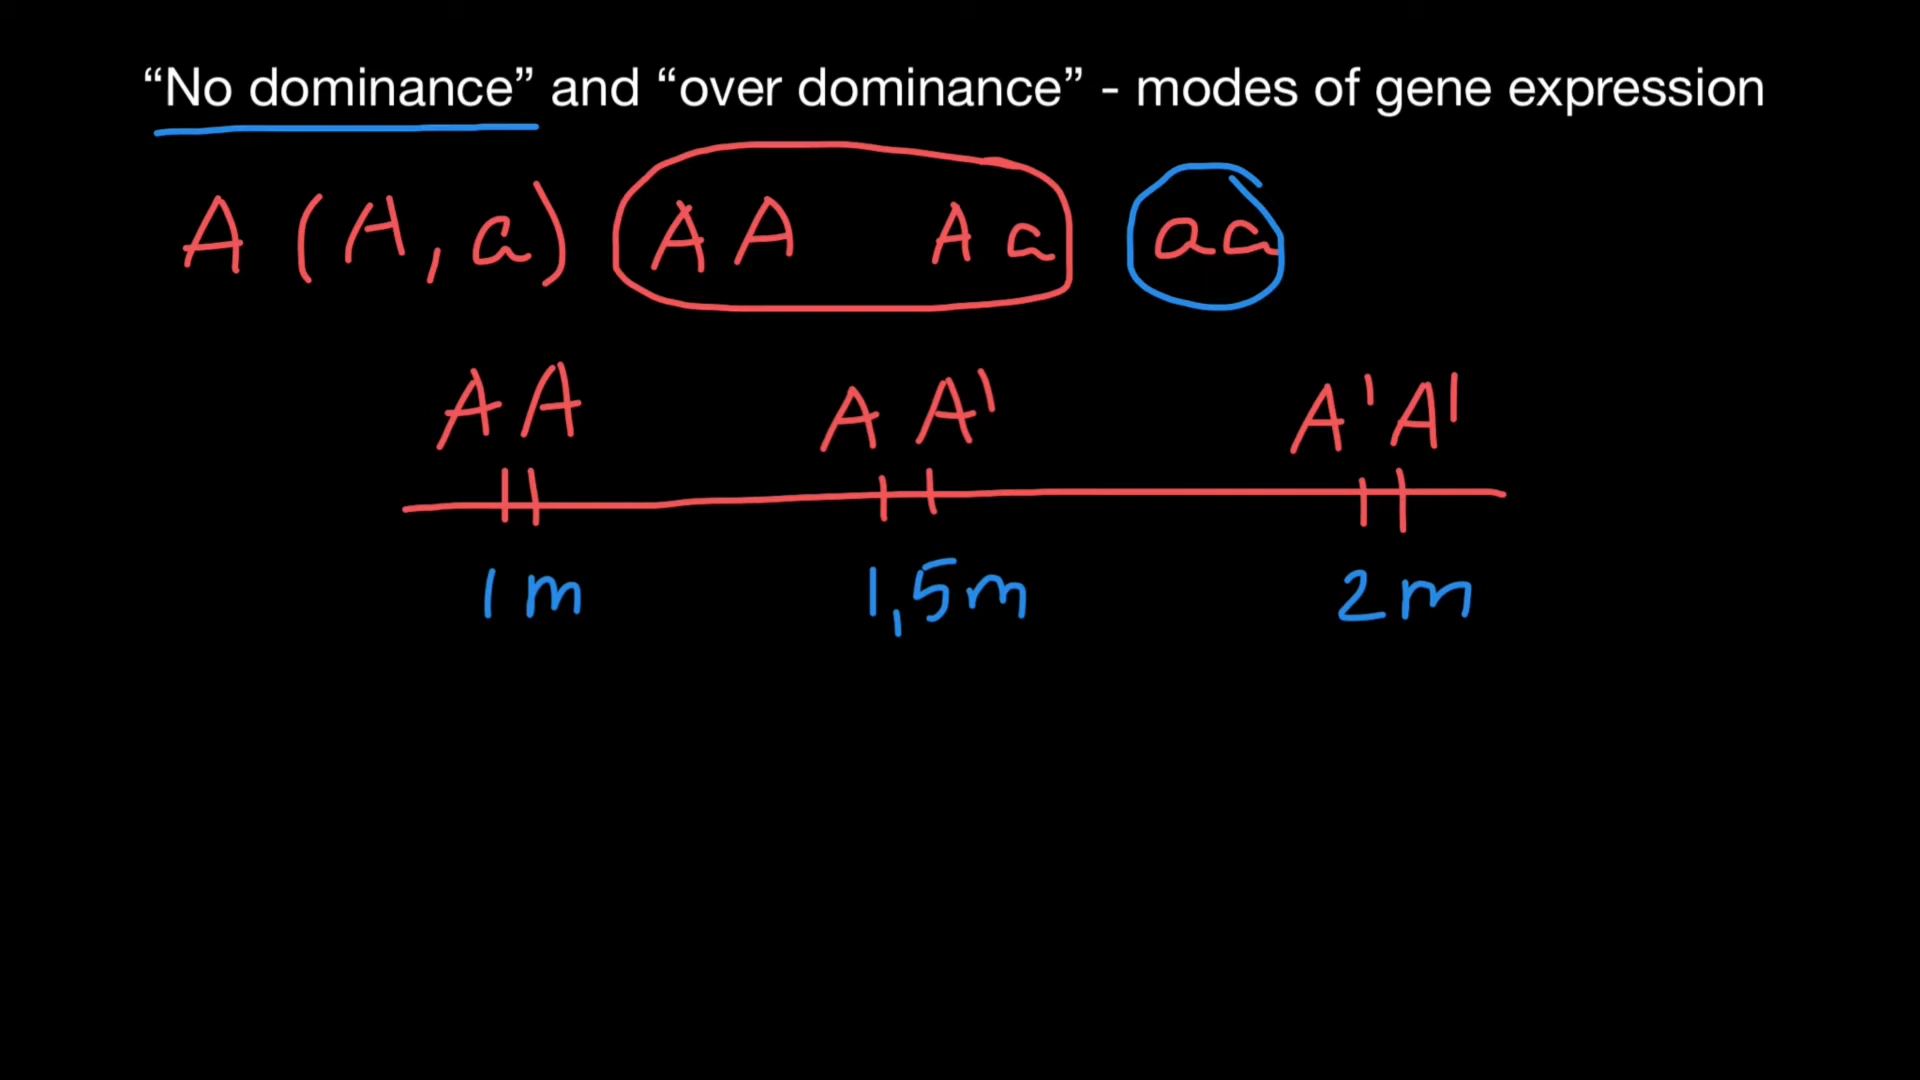 “No dominance” and “over dominance” - modes of gene expression
A (A, a) AA Aa aa
AA AA' A'A'
1m 1,5m 2m